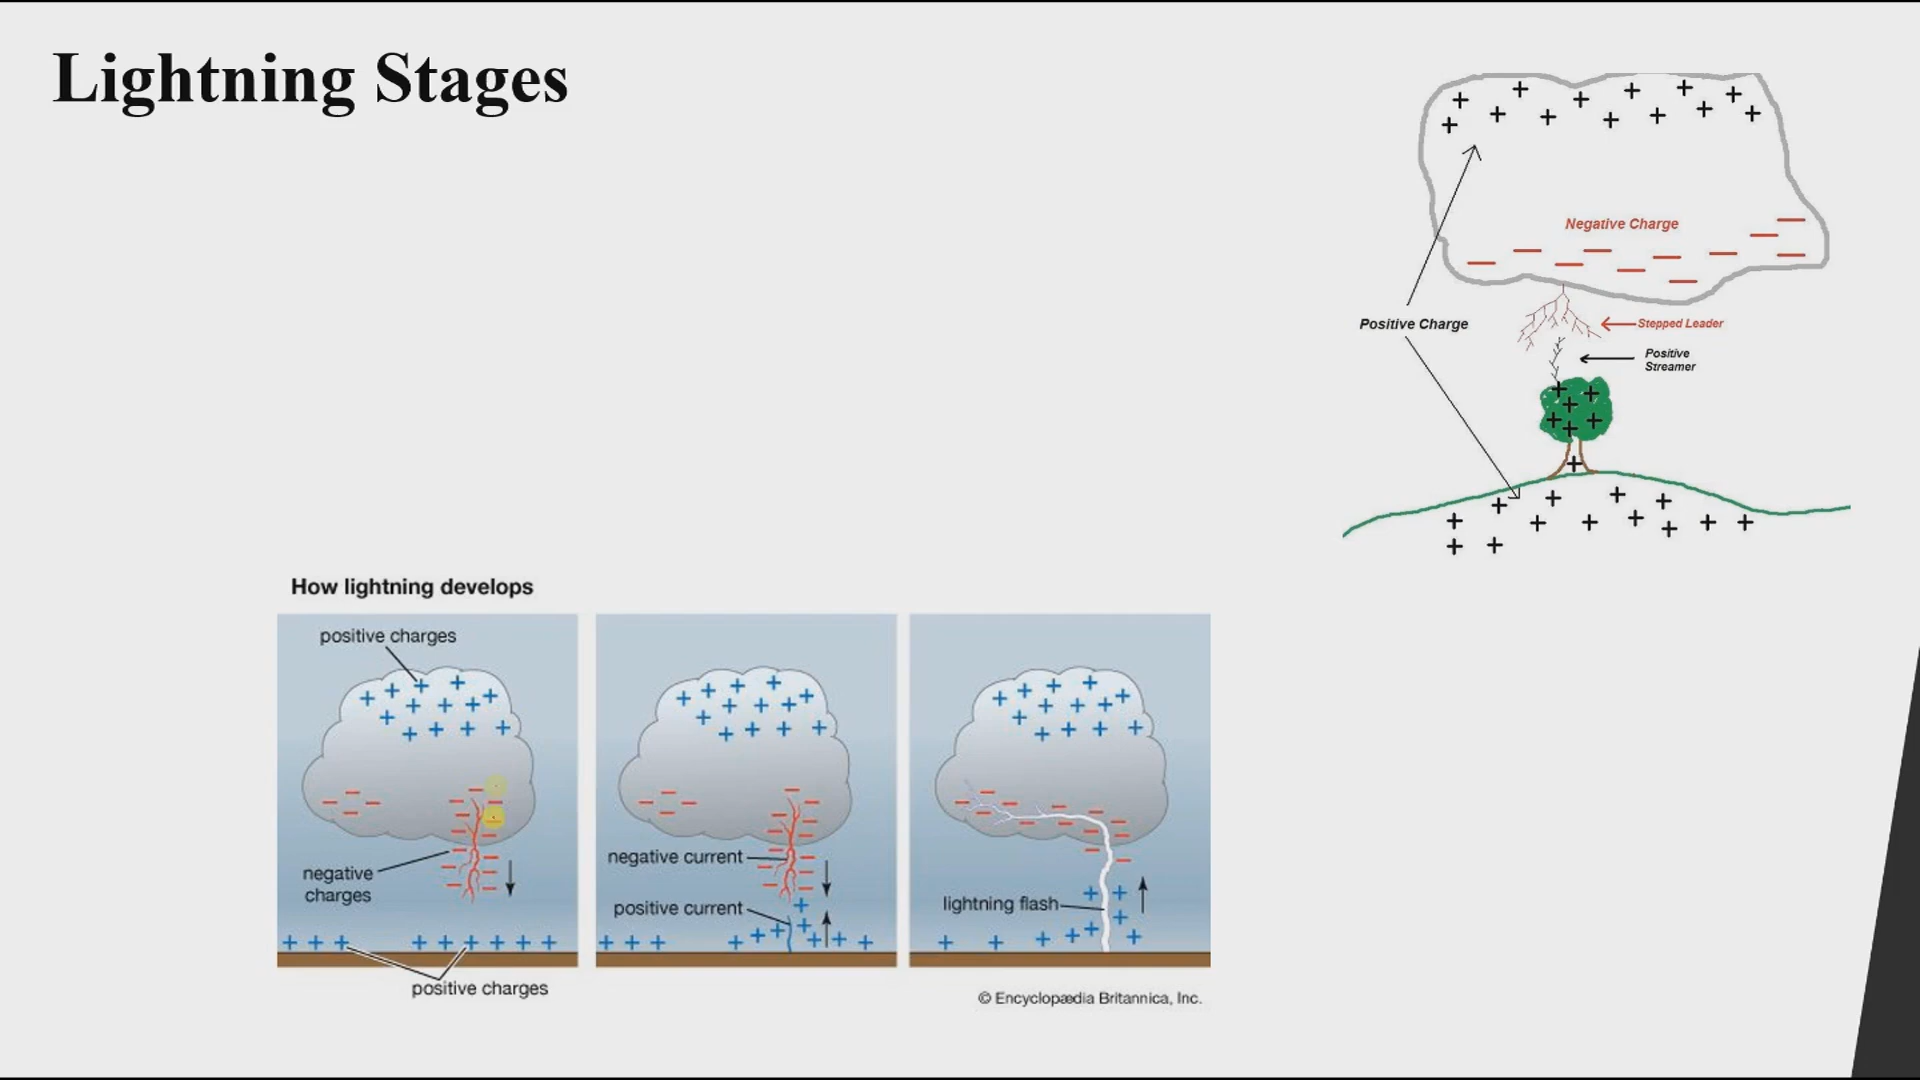 Lightning Stages
Negative Charge
Positive Charge
Stepped Leader
Positive
Streamer
How lightning develops
positive charges
negative
charges
positive charges
negative current
positive current
lightning flash
© Encyclopædia Britannica, Inc.